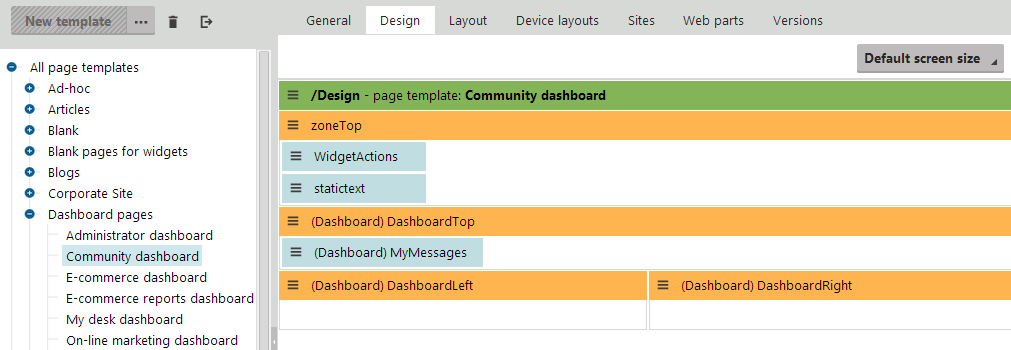 New template ...
General Design Layout Device layouts Sites Web parts Versions
Default screen size
All page templates
Ad-hoc
Articles
Blank
Blank pages for widgets
Blogs
Corporate Site
Dashboard pages
Administrator dashboard
Community dashboard
E-commerce dashboard
E-commerce reports dashboard
My desk dashboard
On-line marketing dashboard
/Design - page template: Community dashboard
zoneTop
WidgetActions
statictext
(Dashboard) DashboardTop
(Dashboard) MyMessages
(Dashboard) DashboardLeft
(Dashboard) DashboardRight